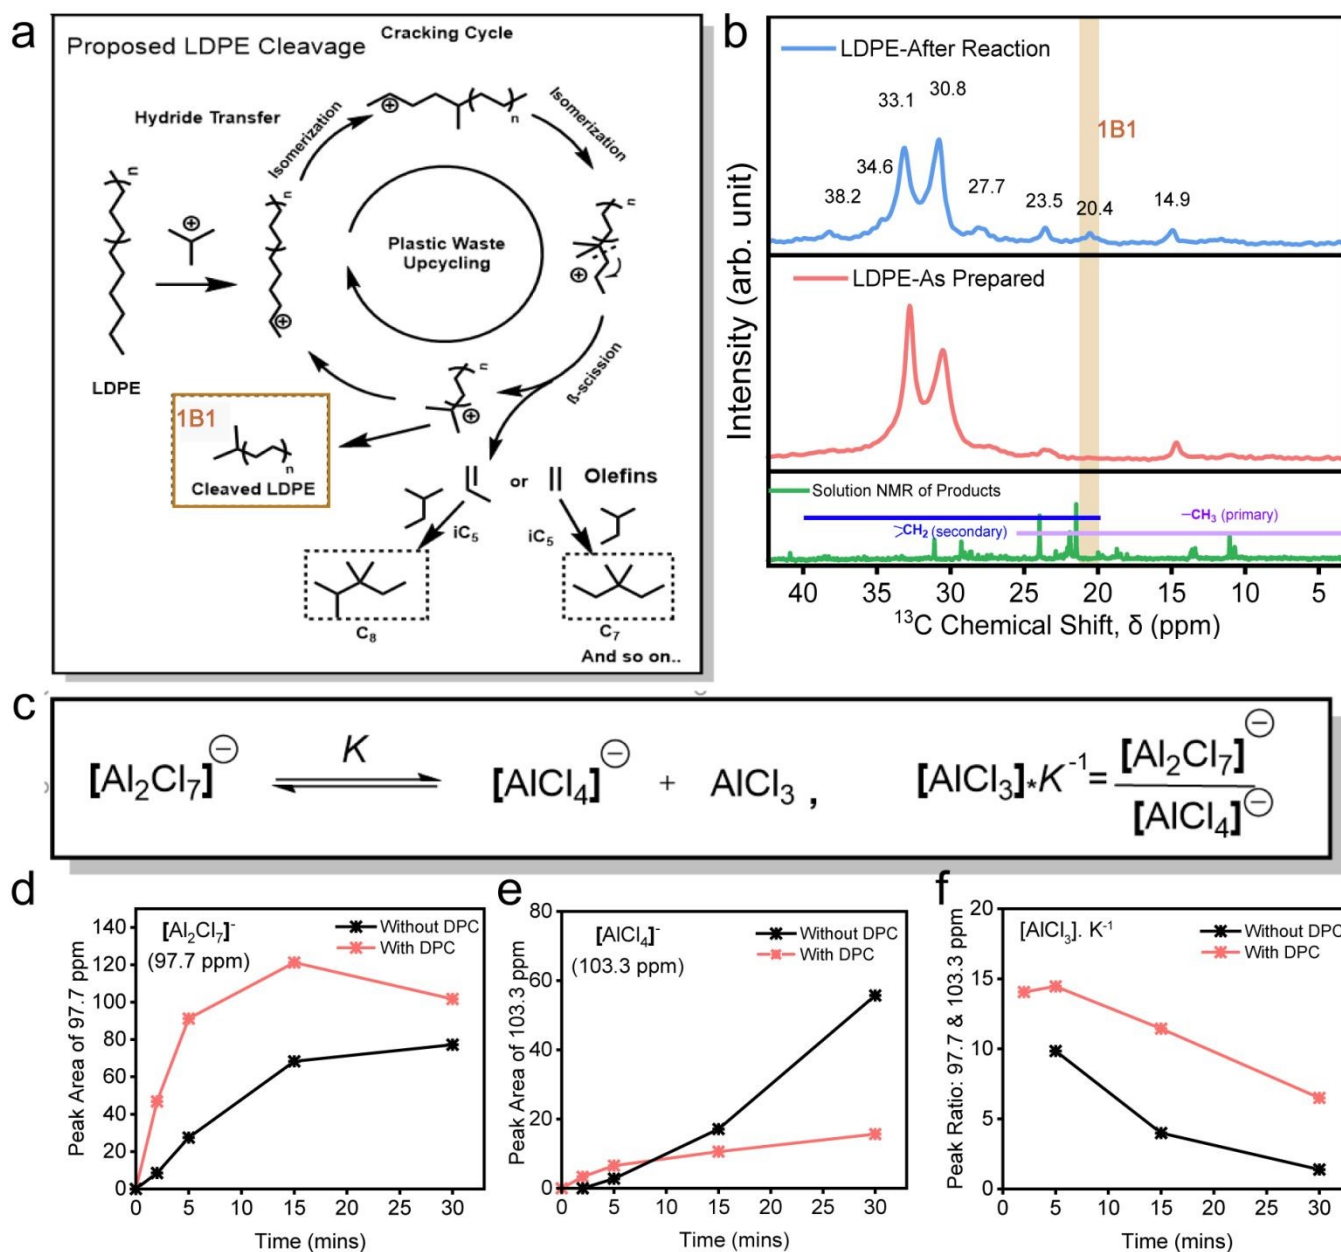 a
Proposed LDPE Cleavage
Cracking Cycle
Hydride Transfer
Isomerization
Isomerization
n
n
n
n
Plastic Waste
Upcycling
LDPE
ß-scission
n
1B1
n
Cleaved LDPE
or
Olefins
iC5
iC5
C8
C7
And so on..
b
LDPE-After Reaction
33.1
30.8
1B1
34.6
38.2
27.7
23.5
20.4
14.9
LDPE-As Prepared
Solution NMR of Products
>CH2 (secondary)
–CH3 (primary)
Intensity (arb. unit)
40 35 30 25 20 15 10 5
13C Chemical Shift, δ (ppm)
c
[Al2Cl7]⊖ K [AlCl4]⊖ + AlCl3 , [AlCl3]*K-1= [Al2Cl7]⊖
[AlCl4]⊖
d
[Al2Cl7]-
(97.7 ppm)
Without DPC
With DPC
Peak Area of 97.7 ppm
140
120
100
80
60
40
20
0
0 5 10 15 20 25 30
Time (mins)
e
[AlCl4]-
(103.3 ppm)
Without DPC
With DPC
Peak Area of 103.3 ppm
80
60
40
20
0
0 5 10 15 20 25 30
Time (mins)
f
[AlCl3]. K-1
Without DPC
With DPC
Peak Ratio: 97.7 & 103.3 ppm
20
15
10
5
0
0 5 10 15 20 25 30
Time (mins)